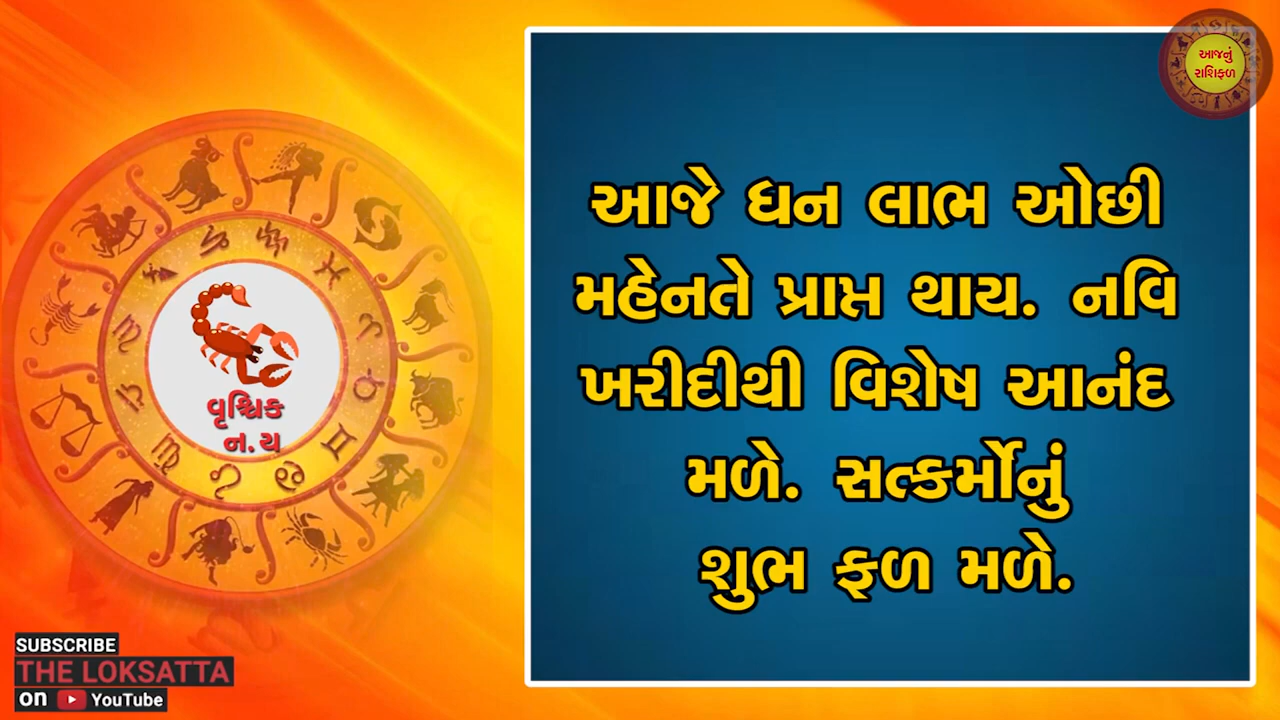 આજનું
રાશિફળ
આજે ધન લાભ ઓછી
મહેનતે પ્રાપ્ત થાય. નવિ
ખરીદીથી વિશેષ આનંદ
મળે. સત્કર્મોનું
શુભ ફળ મળે.
વૃશ્ચિક
ન. ય
SUBSCRIBE
THE LOKSATTA
on YouTube